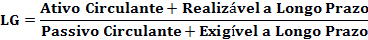 LG = Ativo Circulante + Realizável a Longo Prazo
Passivo Circulante + Exigível a Longo Prazo